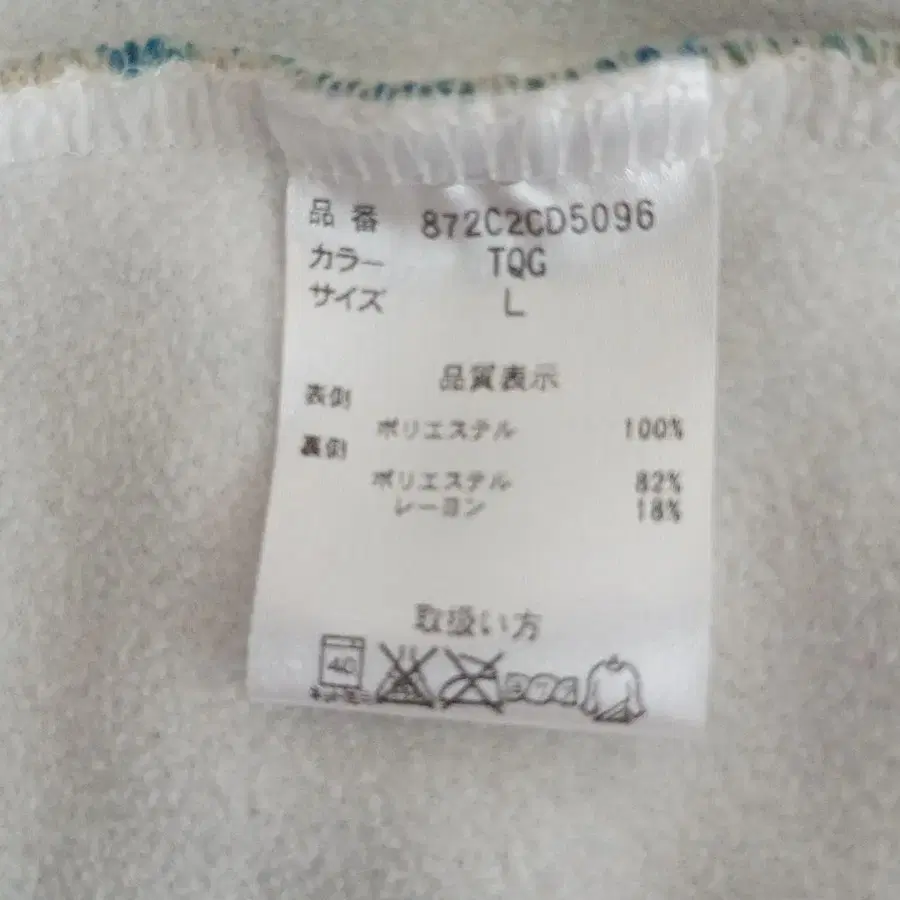 品番 872C2CD5096
カラー TQG
サイズ L
品質表示
表側
ポリエステル 100%
裏側
ポリエステル 82%
レーヨン 18%
取扱い方
40